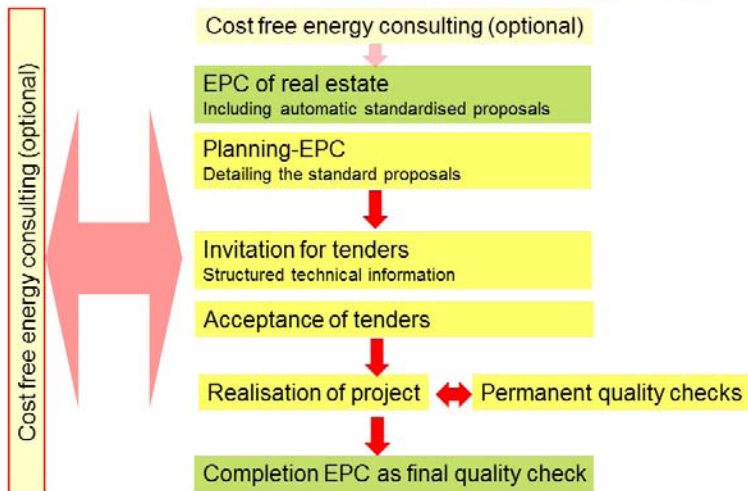 Cost free energy consulting (optional)
Cost free energy consulting (optional)
EPC of real estate
Including automatic standardised proposals
Planning-EPC
Detailing the standard proposals
Invitation for tenders
Structured technical information
Acceptance of tenders
Realisation of project
Permanent quality checks
Completion EPC as final quality check